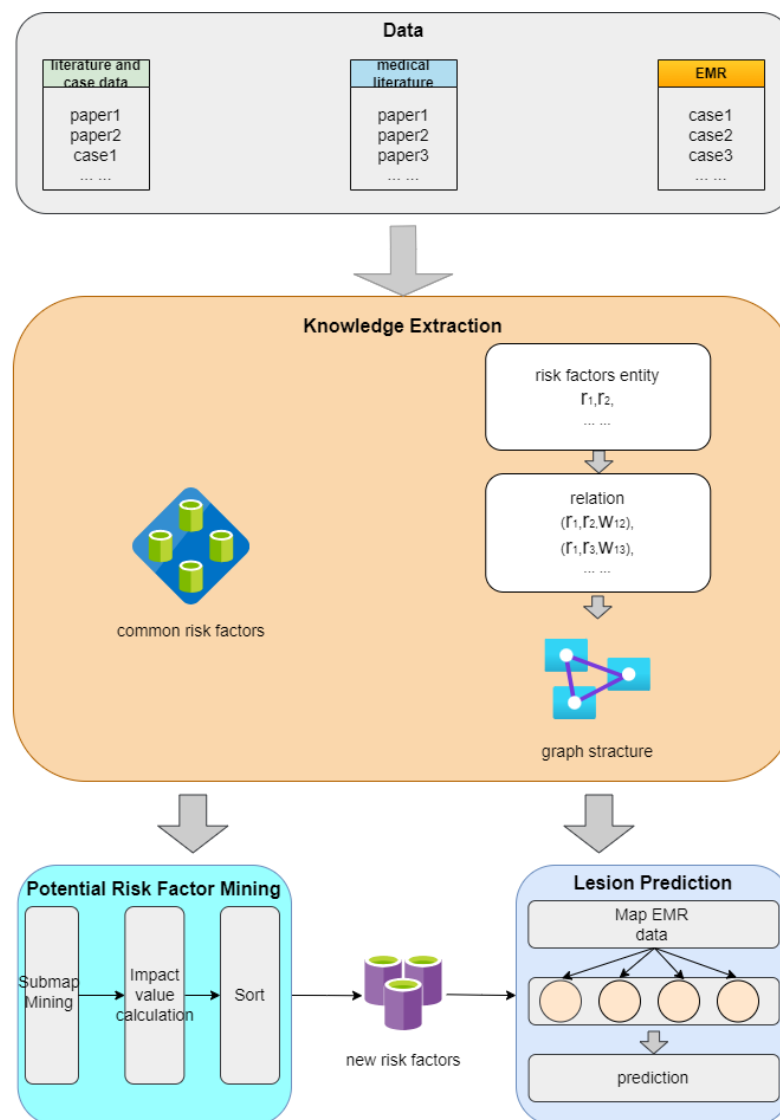 Data
literature and
case data
paper1
paper2
case1
... ...
medical
literature
paper1
paper2
paper3
... ...
EMR
case1
case2
case3
... ...
Knowledge Extraction
risk factors entity
r₁,r₂,
... ...
relation
(r₁,r₂,w₁₂),
(r₁,r₃,w₁₃),
... ...
common risk factors
graph stracture
Potential Risk Factor Mining
Submap
Mining
Impact
value
calculation
Sort
new risk factors
Lesion Prediction
Map EMR
data
prediction